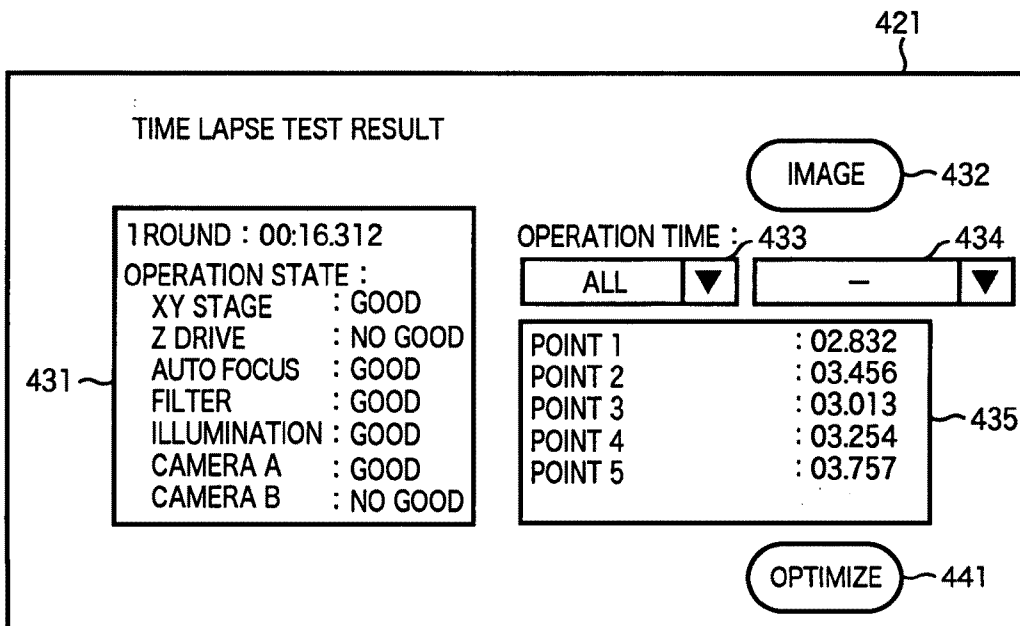 421
TIME LAPSE TEST RESULT
IMAGE 432
1 ROUND : 00:16.312
OPERATION STATE :
XY STAGE : GOOD
Z DRIVE : NO GOOD
AUTO FOCUS : GOOD
FILTER : GOOD
ILLUMINATION : GOOD
CAMERA A : GOOD
CAMERA B : NO GOOD
431
OPERATION TIME : 433 434
ALL ▼ – ▼
POINT 1 : 02.832
POINT 2 : 03.456
POINT 3 : 03.013
POINT 4 : 03.254
POINT 5 : 03.757
435
OPTIMIZE 441